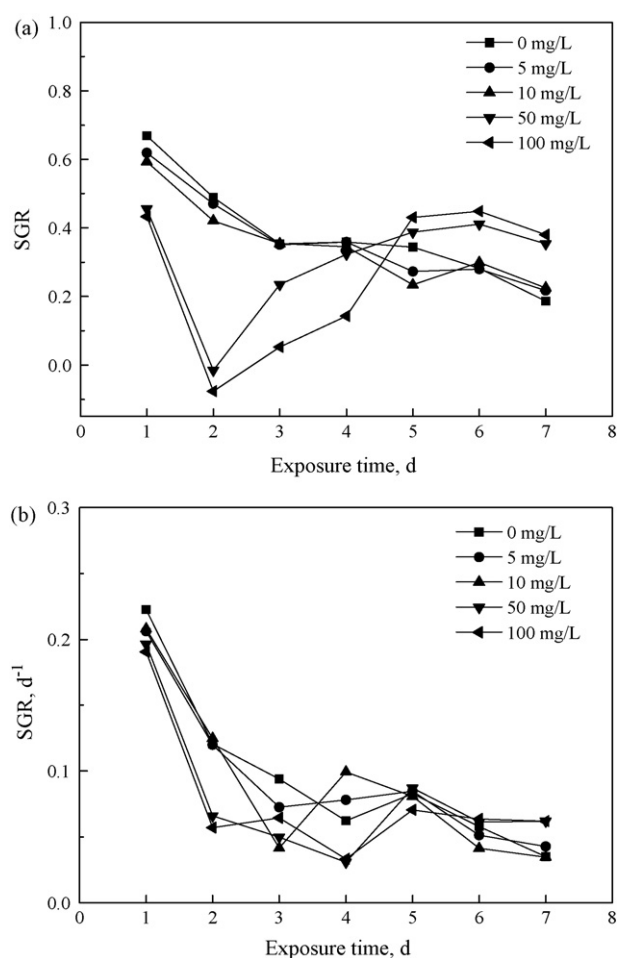 (a)
1.0
0.8
0.6
0.4
0.2
0.0
SGR
0 mg/L
5 mg/L
10 mg/L
50 mg/L
100 mg/L
0 1 2 3 4 5 6 7 8
Exposure time, d
(b)
0.3
0.2
0.1
0.0
SGR, d⁻¹
0 mg/L
5 mg/L
10 mg/L
50 mg/L
100 mg/L
0 1 2 3 4 5 6 7 8
Exposure time, d